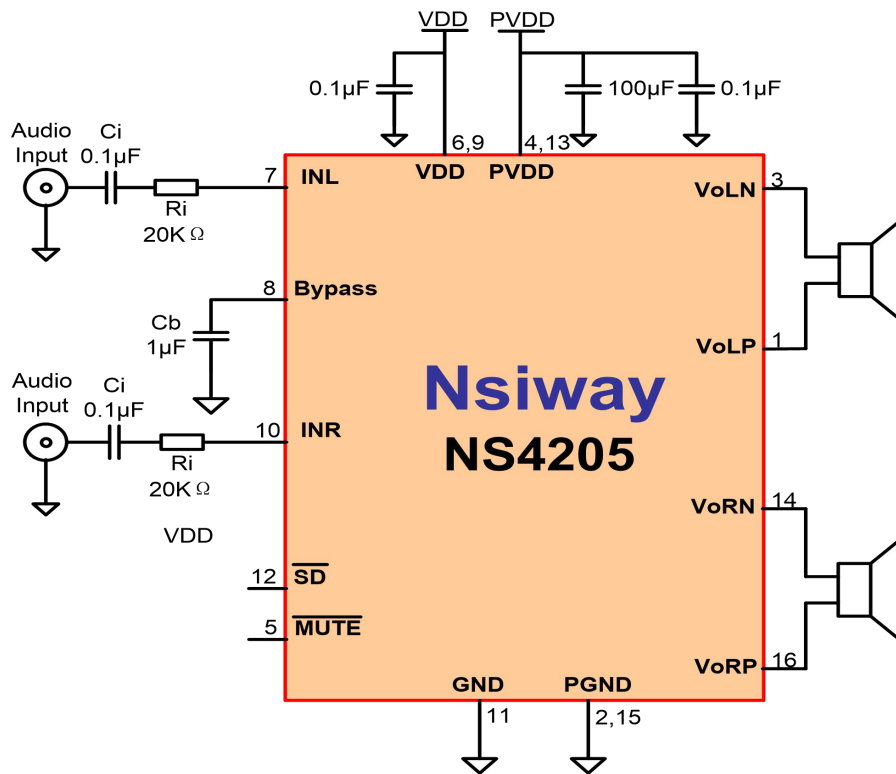 VDD
PVDD
0.1µF
100µF
0.1µF
6,9
4,13
VDD
PVDD
Audio
Input
Ci
0.1µF
Ri
20KΩ
7
INL
8
Bypass
Cb
1µF
Audio
Input
Ci
0.1µF
Ri
20KΩ
10
INR
VDD
12
SD
5
MUTE
Nsiway
NS4205
VoLN
3
VoLP
1
VoRN
14
VoRP
16
GND
11
PGND
2,15